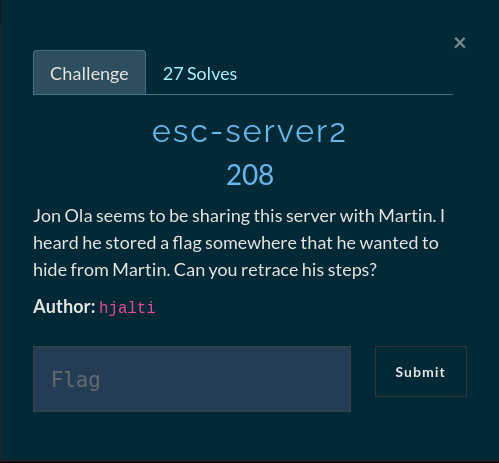 ×
Challenge 27 Solves
esc-server2
208
Jon Ola seems to be sharing this server with Martin. I
heard he stored a flag somewhere that he wanted to
hide from Martin. Can you retrace his steps?
Author: hjalti
Flag Submit